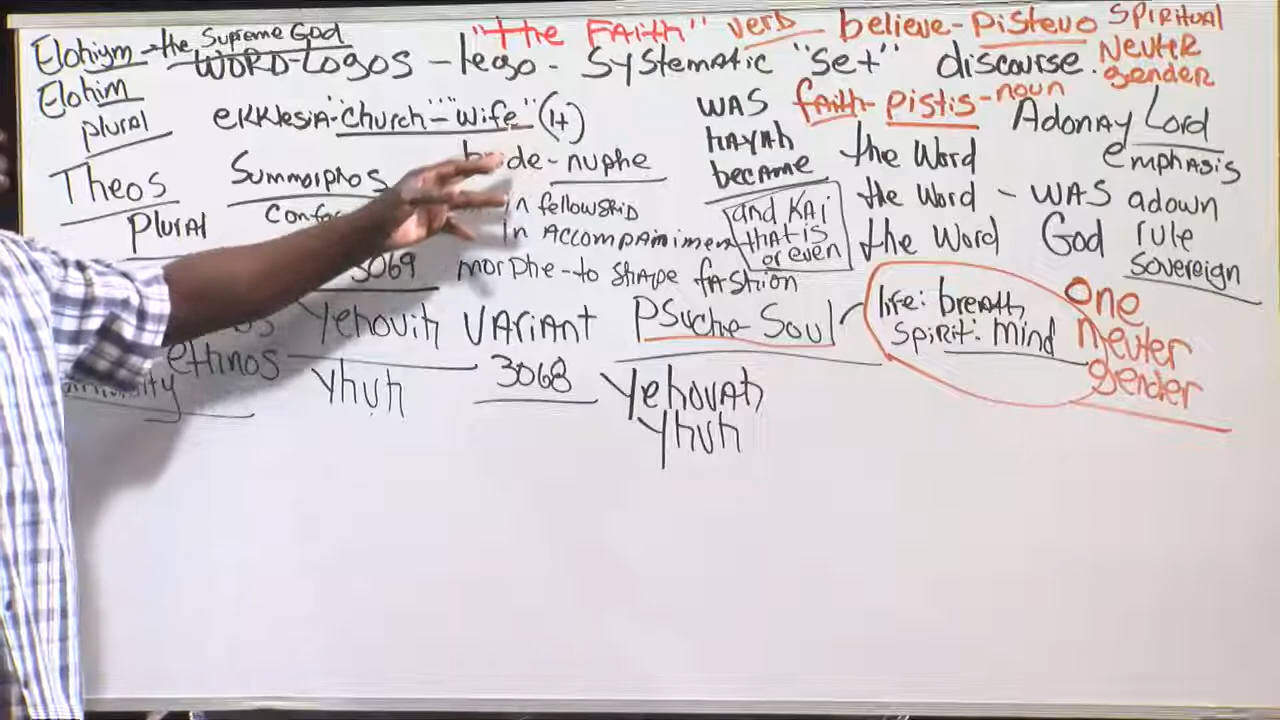 Elohiym - the Supreme God
"the FAith" verb - believe - Pisteuo Spiritual
WORD - Logos - lego - Systematic "Set" discourse. Neuter
gender
Elohim
plural
ekklesia - "church" - "Wife" (1+)
WAS faith - pistis - noun
hayah
became
Adonay Lord
emphasis
bride - nuphe
the Word
the Word - WAS adown
the Word God rule
sovereign
Theos
Plural
Summorphos
in fellowship
In Accompaniment
and KAi
that is
or even
3069
morphe - to shape fashion
Yehovih VARIANT Psuche Soul
life: breath
spirit: mind
one
neuter
gender
ethnos
yhvh
3068
Yehovah
yhvh